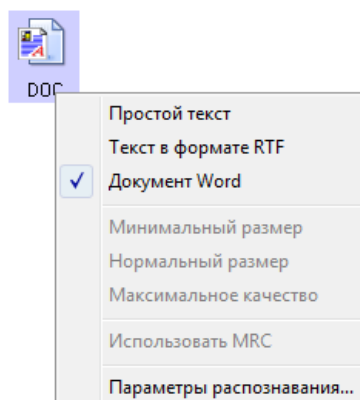 DOC
Простой текст
Текст в формате RTF
Документ Word
Минимальный размер
Нормальный размер
Максимальное качество
Использовать MRC
Параметры распознавания...